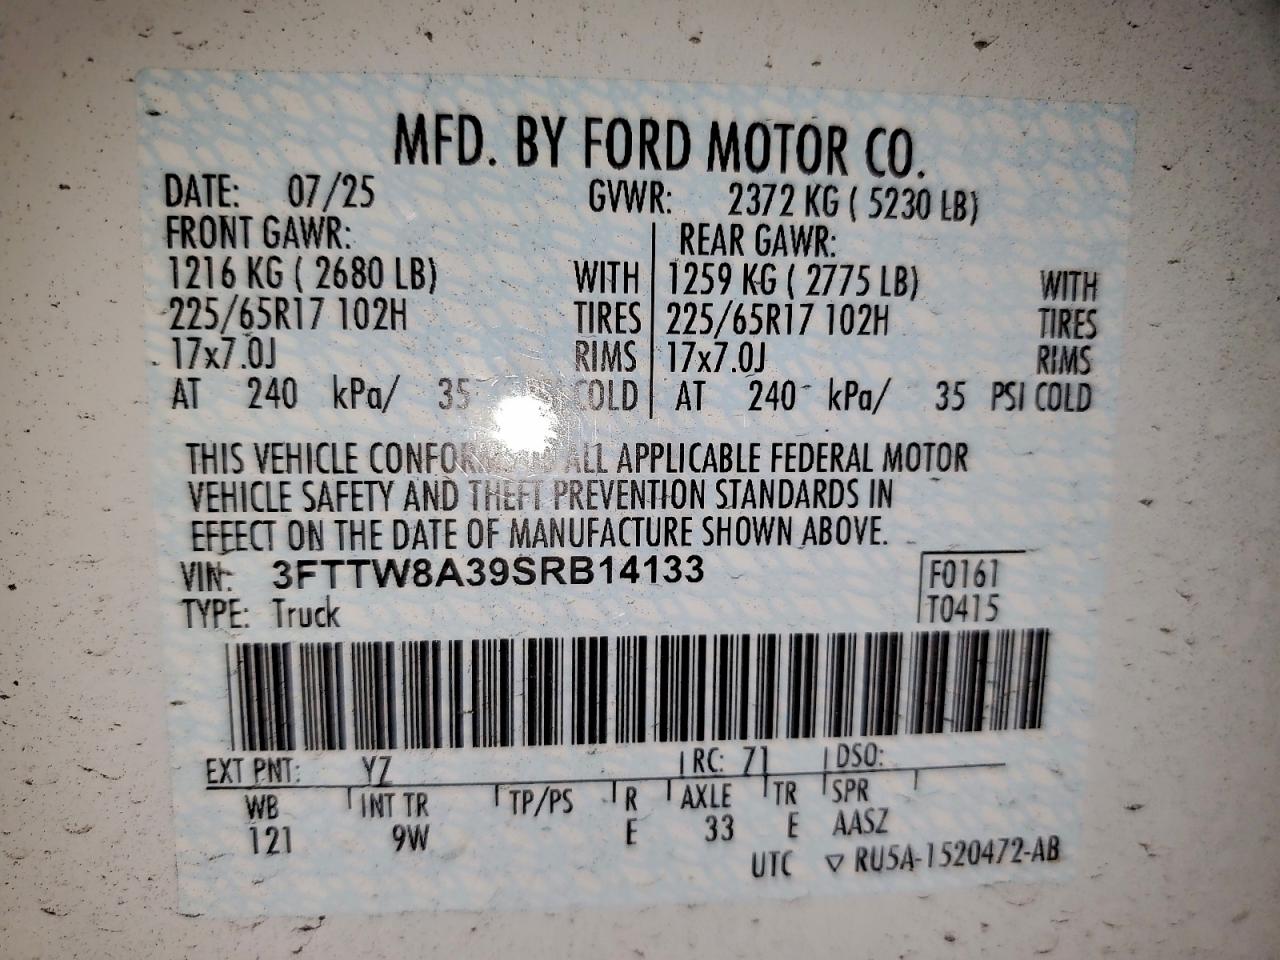 MFD. BY FORD MOTOR CO.
DATE: 07/25 GVWR: 2372 KG ( 5230 LB)
FRONT GAWR: REAR GAWR:
1216 KG ( 2680 LB) WITH 1259 KG ( 2775 LB) WITH
225/65R17 102H TIRES 225/65R17 102H TIRES
17x7.0J RIMS 17x7.0J RIMS
AT 240 kPa/ 35 PSI COLD AT 240 kPa/ 35 PSI COLD
THIS VEHICLE CONFORMS TO ALL APPLICABLE FEDERAL MOTOR
VEHICLE SAFETY AND THEFT PREVENTION STANDARDS IN
EFFECT ON THE DATE OF MANUFACTURE SHOWN ABOVE.
VIN: 3FTTW8A39SRB14133 F0161
TYPE: Truck T0415
EXT PNT: YZ RC: 71 DSO:
WB INT TR TP/PS R AXLE TR SPR
121 9W E 33 E AASZ
UTC ▽ RU5A-1520472-AB